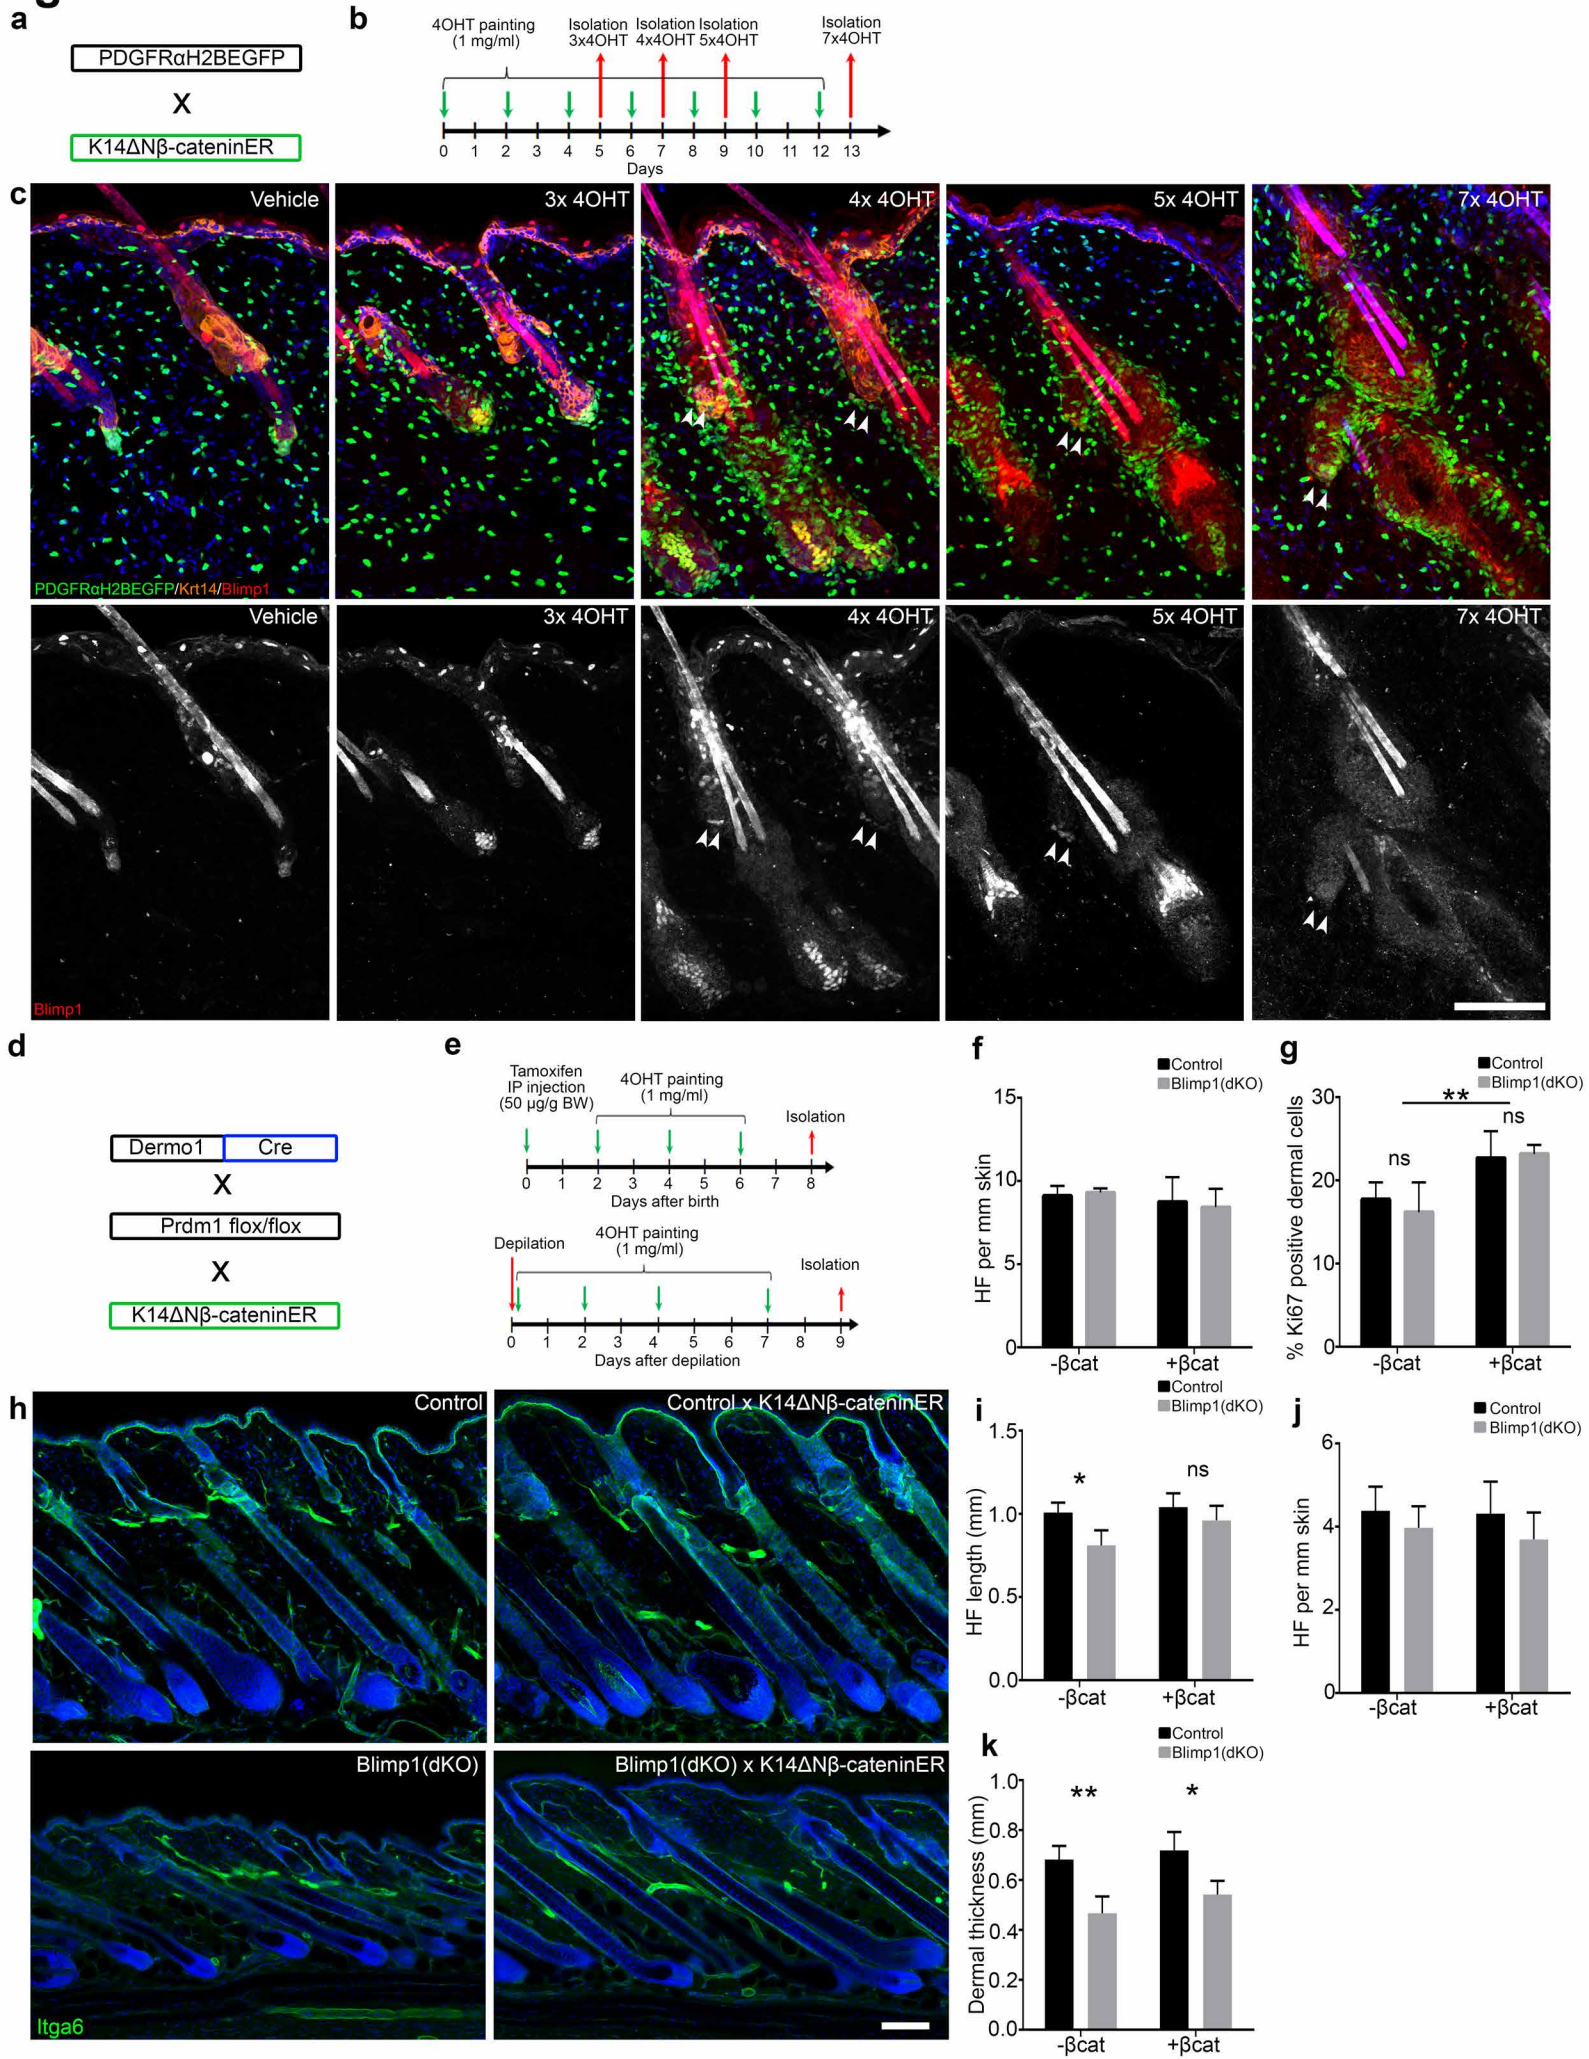 a
PDGFRαH2BEGFP
X
K14ΔNβ-cateninER
b
4OHT painting
(1 mg/ml)
Isolation
3x4OHT
Isolation
4x4OHT
Isolation
5x4OHT
Isolation
7x4OHT
0 1 2 3 4 5 6 7 8 9 10 11 12 13
Days
c
Vehicle
3x 4OHT
4x 4OHT
5x 4OHT
7x 4OHT
PDGFRαH2BEGFP/Krt14/Blimp1
Vehicle
3x 4OHT
4x 4OHT
5x 4OHT
7x 4OHT
Blimp1
d
Dermo1 Cre
X
Prdm1 flox/flox
X
K14ΔNβ-cateninER
e
Tamoxifen
IP injection
(50 µg/g BW)
4OHT painting
(1 mg/ml)
Isolation
0 1 2 3 4 5 6 7 8
Days after birth
Depilation
4OHT painting
(1 mg/ml)
Isolation
0 1 2 3 4 5 6 7 8 9
Days after depilation
f
Control
Blimp1(dKO)
HF per mm skin
15
10
5
0
-βcat +βcat
g
Control
Blimp1(dKO)
% Ki67 positive dermal cells
30
20
10
0
**
ns
ns
-βcat +βcat
h
Control
Control x K14ΔNβ-cateninER
Blimp1(dKO)
Blimp1(dKO) x K14ΔNβ-cateninER
Itga6
i
Control
Blimp1(dKO)
HF length (mm)
1.5
1.0
0.5
0.0
*
ns
-βcat +βcat
j
Control
Blimp1(dKO)
HF per mm skin
6
4
2
0
-βcat +βcat
k
Control
Blimp1(dKO)
Dermal thickness (mm)
1.0
0.8
0.6
0.4
0.2
0.0
**
*
-βcat +βcat